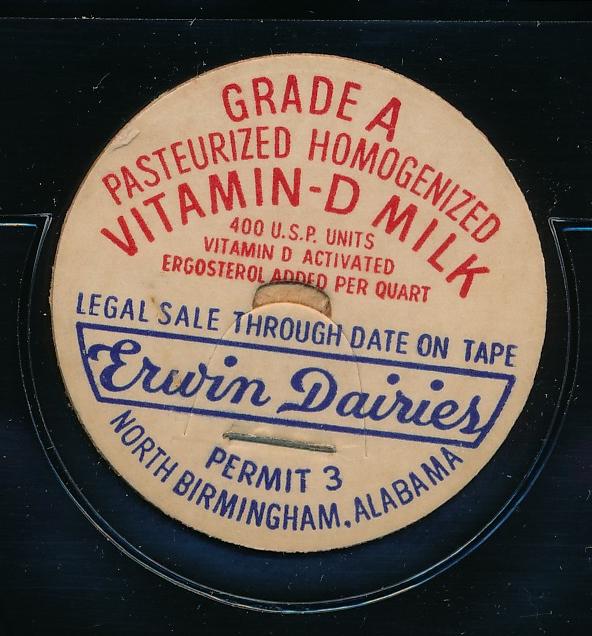 GRADE A
PASTEURIZED HOMOGENIZED
VITAMIN-D MILK
400 U.S.P. UNITS
VITAMIN D ACTIVATED
ERGOSTEROL ADDED PER QUART
LEGAL SALE THROUGH DATE ON TAPE
Erwin Dairies
PERMIT 3
NORTH BIRMINGHAM, ALABAMA